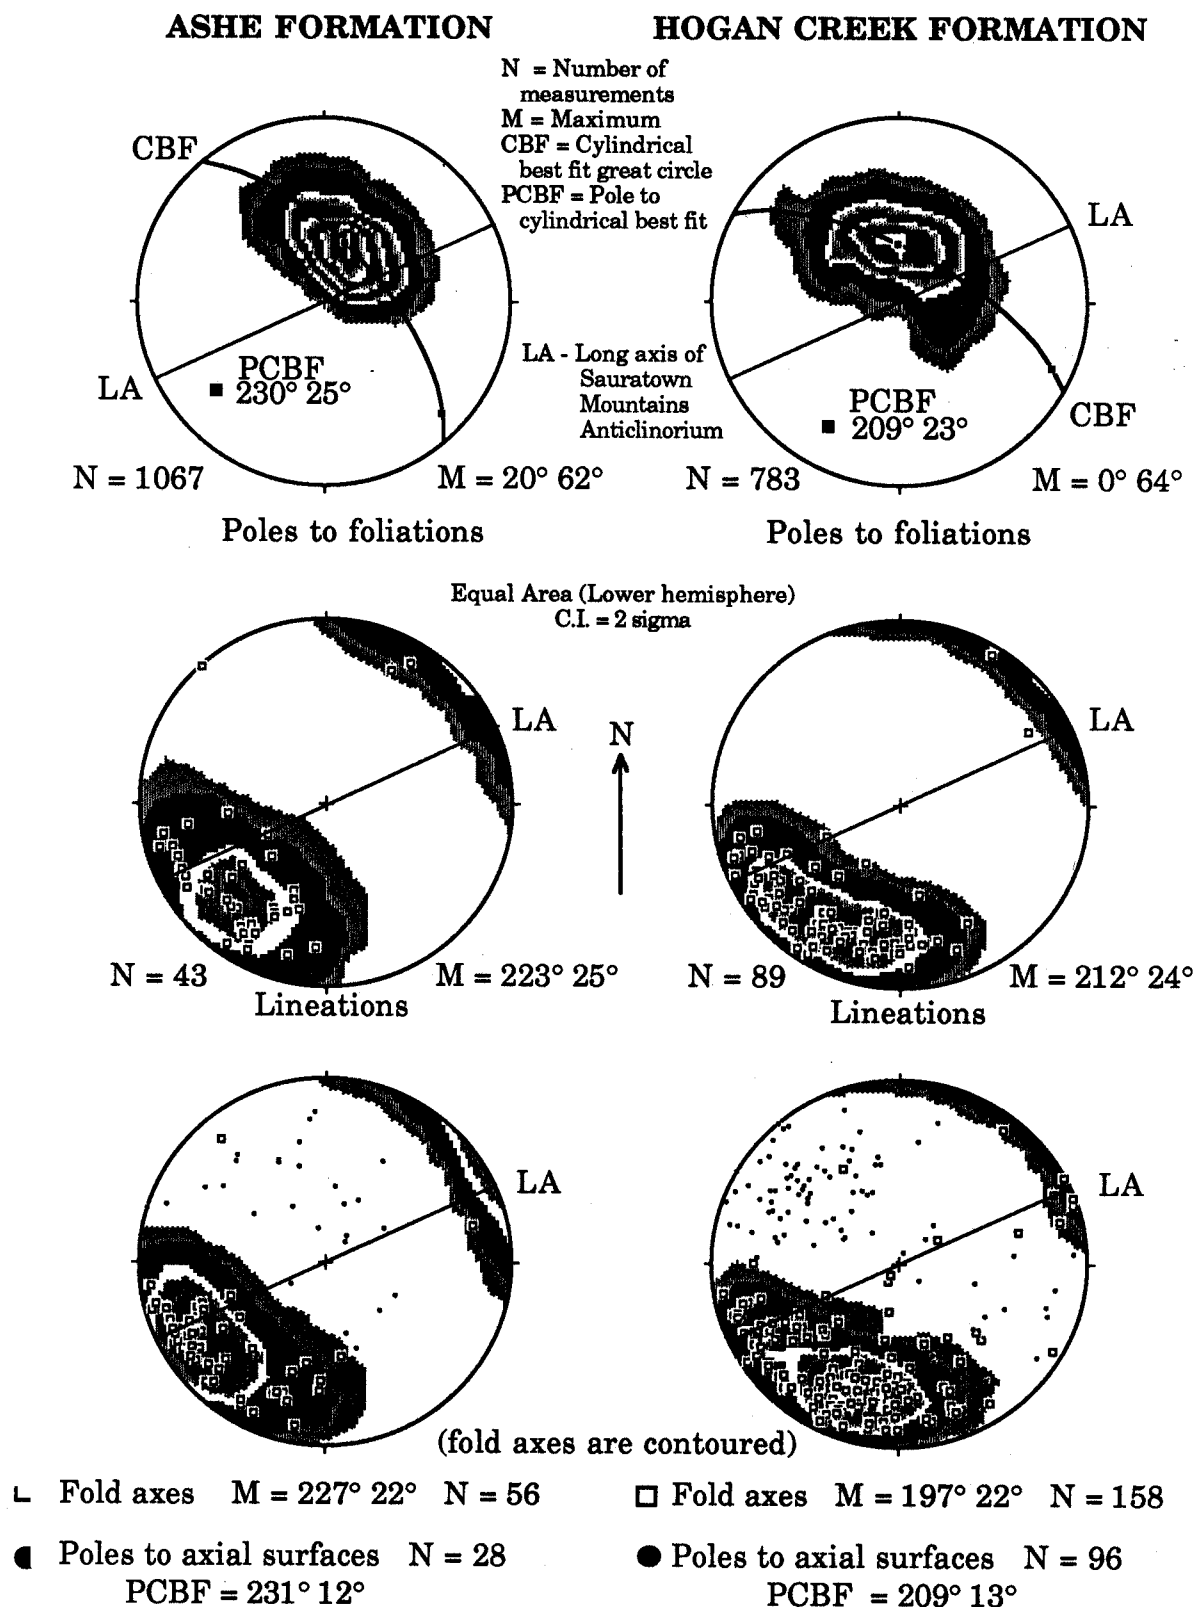 ASHE FORMATION
HOGAN CREEK FORMATION
N = Number of
measurements
M = Maximum
CBF = Cylindrical
best fit great circle
PCBF = Pole to
cylindrical best fit
CBF
LA
LA - Long axis of
Sauratown
Mountains
Anticlinorium
PCBF
230° 25°
LA
PCBF
209° 23°
CBF
N = 1067
M = 20° 62°
N = 783
M = 0° 64°
Poles to foliations
Poles to foliations
Equal Area (Lower hemisphere)
C.I. = 2 sigma
LA
N
LA
N = 43
M = 223° 25°
N = 89
M = 212° 24°
Lineations
Lineations
LA
LA
(fold axes are contoured)
Fold axes M = 227° 22° N = 56
Fold axes M = 197° 22° N = 158
Poles to axial surfaces N = 28
PCBF = 231° 12°
Poles to axial surfaces N = 96
PCBF = 209° 13°